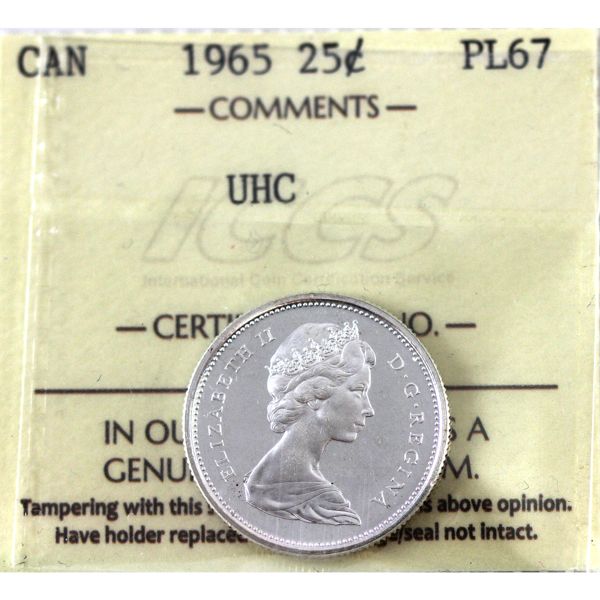 CAN 1965 25¢ PL67
— COMMENTS —
UHC
ICCS
International Coin Certification Service
— CERTI NO. —
IN OU S A
GENU M.
Tampering with this s above opinion.
Have holder replaced /seal not intact.
ELIZABETH II D·G·REGINA